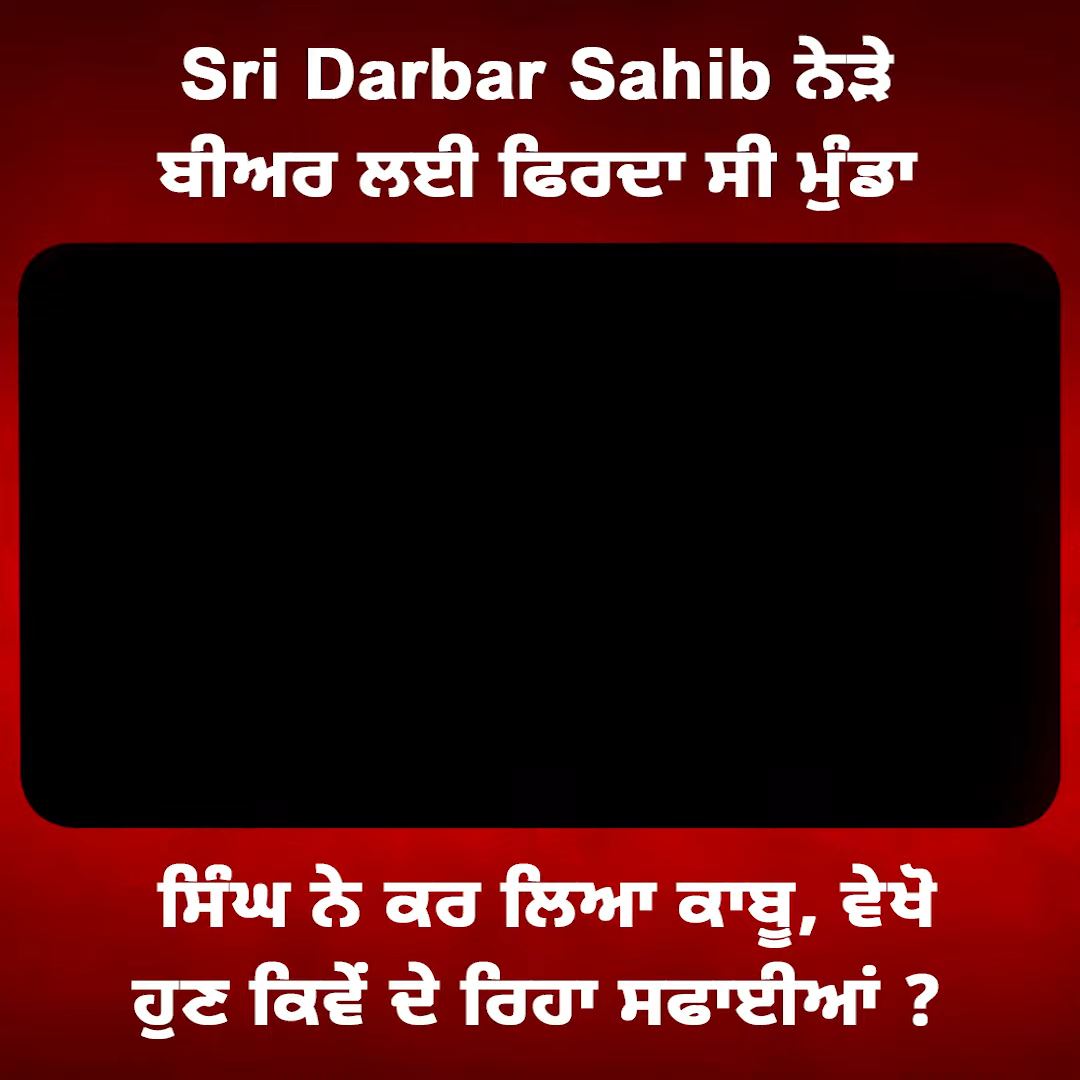 Sri Darbar Sahib ਨੇੜੇ
ਬੀਅਰ ਲਈ ਫਿਰਦਾ ਸੀ ਮੁੰਡਾ
ਸਿੰਘ ਨੇ ਕਰ ਲਿਆ ਕਾਬੂ, ਵੇਖੋ
ਹੁਣ ਕਿਵੇਂ ਦੇ ਰਿਹਾ ਸਫਾਈਆਂ ?